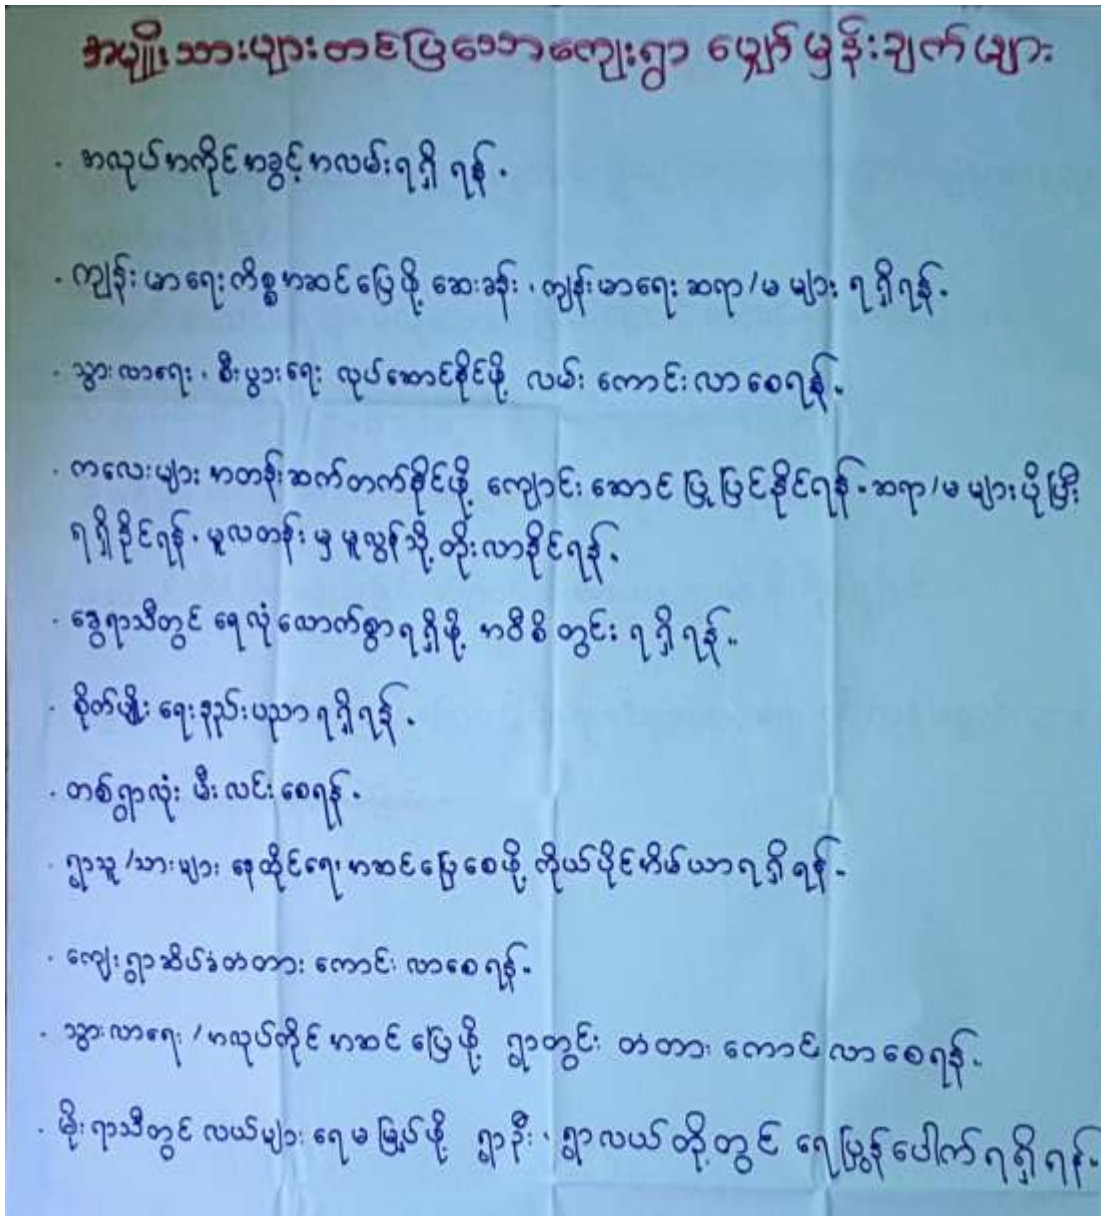 အမျိုးသားများတင်ပြသောကျေးရွာ မျှော်မှန်းချက်များ
· အလုပ်အကိုင်အခွင့်အလမ်းရရှိရန်။
· ကျန်းမာရေးကိစ္စအဆင်ပြေဖို့ ဆေးခန်း၊ ကျန်းမာရေးဆရာ/မများ ရရှိရန်။
· သွားလာရေး၊ စီးပွားရေး လုပ်ဆောင်နိုင်ဖို့ လမ်းကောင်းလာစေရန်။
· ကလေးများ အတန်းဆက်တက်နိုင်ဖို့ ကျောင်းဆောင်ပြုပြင်နိုင်ရန်။ ဆရာ/မများပိုပြီး
ရရှိနိုင်ရန်၊ မူလတန်းမှ မူလွန်သို့ တိုးလာနိုင်ရန်။
· နွေရာသီတွင် ရေလုံလောက်စွာရရှိဖို့ အဝီစိတွင်း ရရှိရန်။
· စိုက်ပျိုးရေးနည်းပညာ ရရှိရန်။
· တစ်ရွာလုံး မီးလင်းစေရန်။
· ရွာသူ/သားများ နေထိုင်ရေးအဆင်ပြေစေဖို့ ကိုယ်ပိုင်အိမ်ယာရရှိရန်။
· ကျေးရွာဆိပ်ခံတံတား ကောင်းလာစေရန်။
· သွားလာရေး/အလုပ်ကိုင် အဆင်ပြေဖို့ ရွာတွင်း တံတား ကောင်းလာစေရန်။
· မိုးရာသီတွင် လယ်များ ရေမမြုပ်ဖို့ ရွာဦး၊ ရွာလယ်တို့တွင် ရေပြွန်ပေါက်ရရှိရန်။